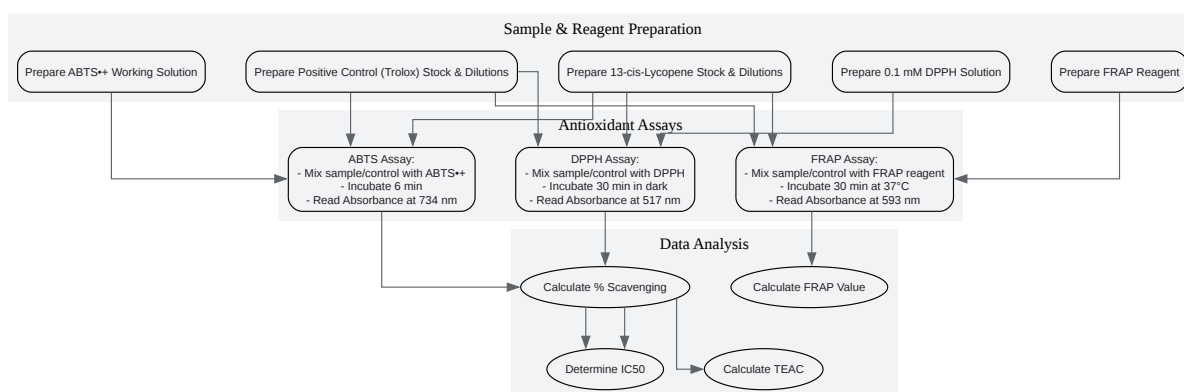 Sample & Reagent Preparation
Prepare ABTS•+ Working Solution
Prepare Positive Control (Trolox) Stock & Dilutions
Prepare 13-cis-Lycopene Stock & Dilutions
Prepare 0.1 mM DPPH Solution
Prepare FRAP Reagent
Antioxidant Assays
ABTS Assay:
- Mix sample/control with ABTS•+
- Incubate 6 min
- Read Absorbance at 734 nm
DPPH Assay:
- Mix sample/control with DPPH
- Incubate 30 min in dark
- Read Absorbance at 517 nm
FRAP Assay:
- Mix sample/control with FRAP reagent
- Incubate 30 min at 37°C
- Read Absorbance at 593 nm
Data Analysis
Calculate % Scavenging
Calculate FRAP Value
Determine IC50
Calculate TEAC